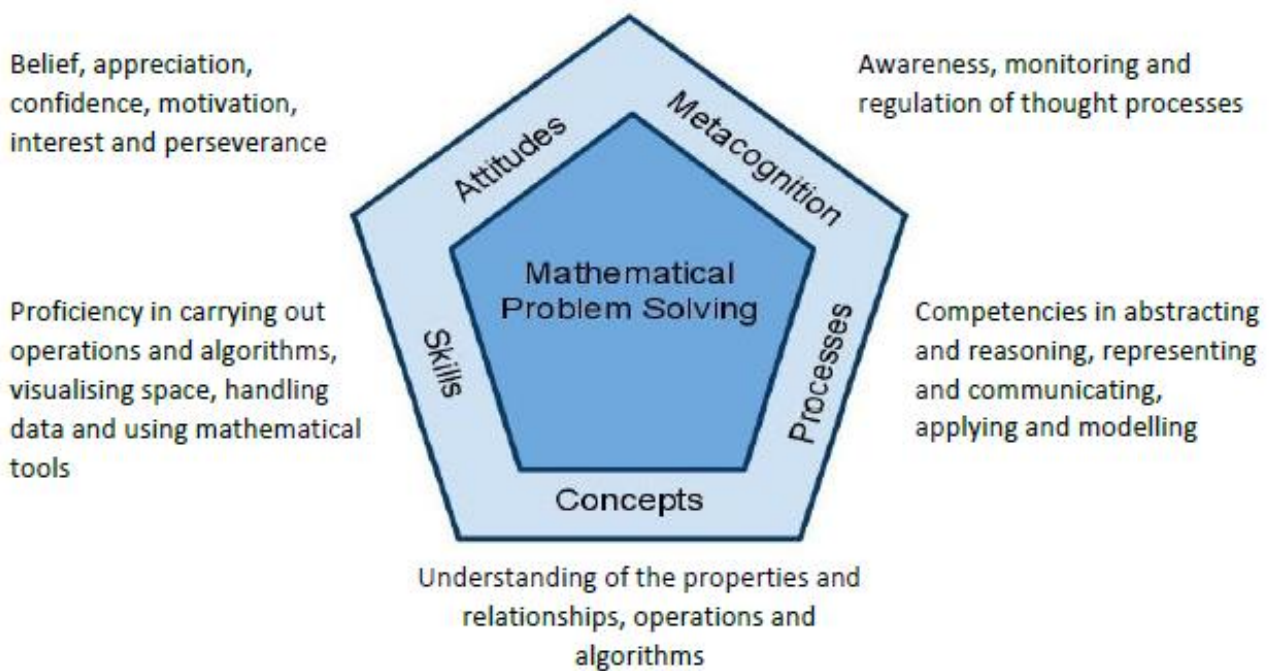 Belief, appreciation,
confidence, motivation,
interest and perseverance
Awareness, monitoring and
regulation of thought processes
Attitudes
Metacognition
Mathematical
Problem Solving
Proficiency in carrying out
operations and algorithms,
visualising space, handling
data and using mathematical
tools
Skills
Processes
Competencies in abstracting
and reasoning, representing
and communicating,
applying and modelling
Concepts
Understanding of the properties and
relationships, operations and
algorithms